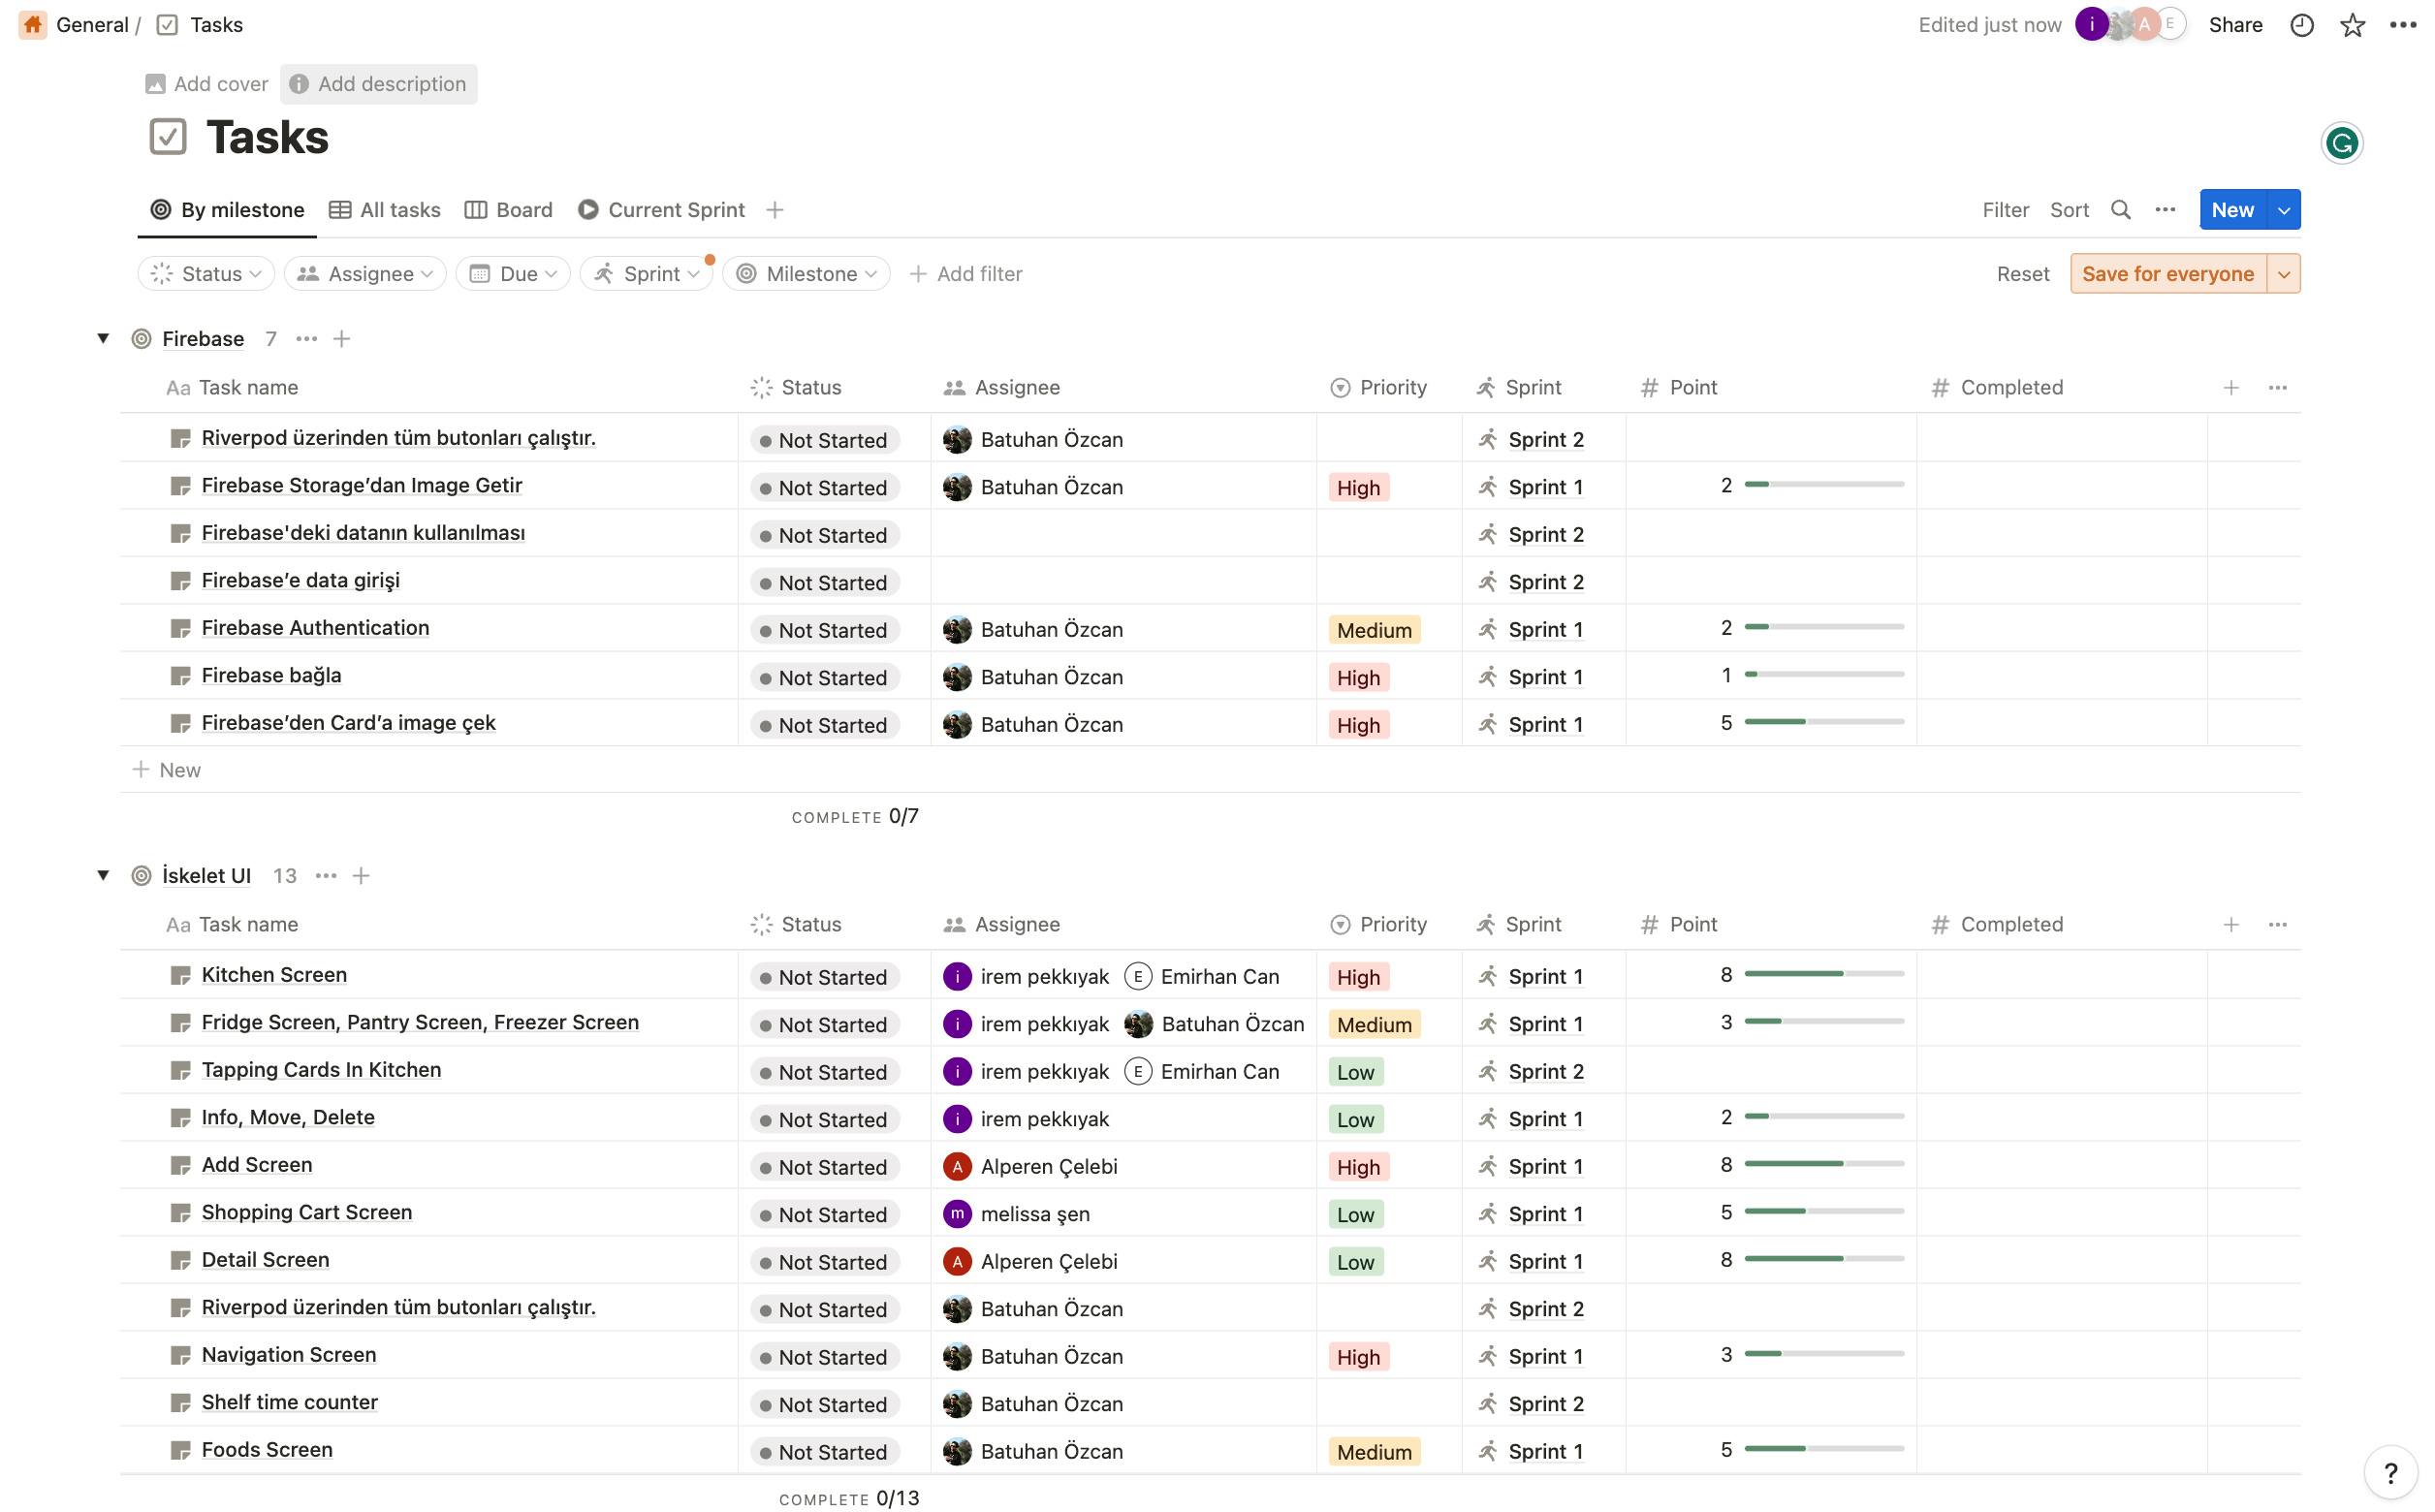 General / Tasks Edited just now i A E Share
Add cover Add description
Tasks
By milestone All tasks Board Current Sprint Filter Sort New
Status Assignee Due Sprint Milestone Add filter Reset Save for everyone
Firebase 7
Aa Task name Status Assignee Priority Sprint # Point # Completed
Riverpod üzerinden tüm butonları çalıştır. Not Started Batuhan Özcan Sprint 2
Firebase Storage’dan Image Getir Not Started Batuhan Özcan High Sprint 1 2
Firebase'deki datanın kullanılması Not Started Sprint 2
Firebase’e data girişi Not Started Sprint 2
Firebase Authentication Not Started Batuhan Özcan Medium Sprint 1 2
Firebase bağla Not Started Batuhan Özcan High Sprint 1 1
Firebase’den Card’a image çek Not Started Batuhan Özcan High Sprint 1 5
New
COMPLETE 0/7
İskelet UI 13
Aa Task name Status Assignee Priority Sprint # Point # Completed
Kitchen Screen Not Started i irem pekkıyak E Emirhan Can High Sprint 1 8
Fridge Screen, Pantry Screen, Freezer Screen Not Started i irem pekkıyak Batuhan Özcan Medium Sprint 1 3
Tapping Cards In Kitchen Not Started i irem pekkıyak E Emirhan Can Low Sprint 2
Info, Move, Delete Not Started i irem pekkıyak Low Sprint 1 2
Add Screen Not Started A Alperen Çelebi High Sprint 1 8
Shopping Cart Screen Not Started m melissa şen Low Sprint 1 5
Detail Screen Not Started A Alperen Çelebi Low Sprint 1 8
Riverpod üzerinden tüm butonları çalıştır. Not Started Batuhan Özcan Sprint 2
Navigation Screen Not Started Batuhan Özcan High Sprint 1 3
Shelf time counter Not Started Batuhan Özcan Sprint 2
Foods Screen Not Started Batuhan Özcan Medium Sprint 1 5
?
COMPLETE 0/13